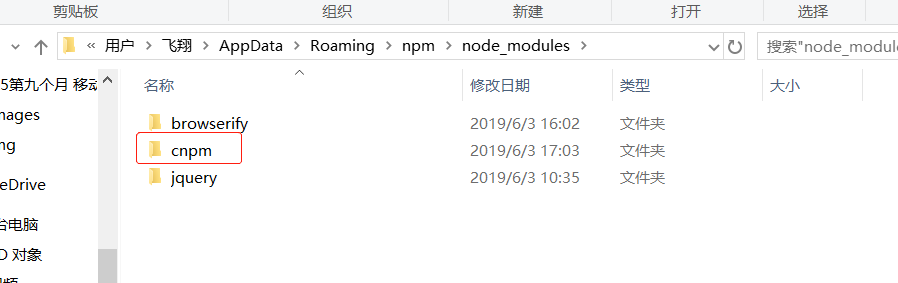 剪贴板 组织 新建 打开 选择
« 用户 > 飞翔 > AppData > Roaming > npm > node_modules > 搜索"node_modul
5第九个月 移动 名称 修改日期 类型 大小
mages browserify 2019/6/3 16:02 文件夹
ng cnpm 2019/6/3 17:03 文件夹
jquery 2019/6/3 10:35 文件夹
eDrive
台电脑
D 对象